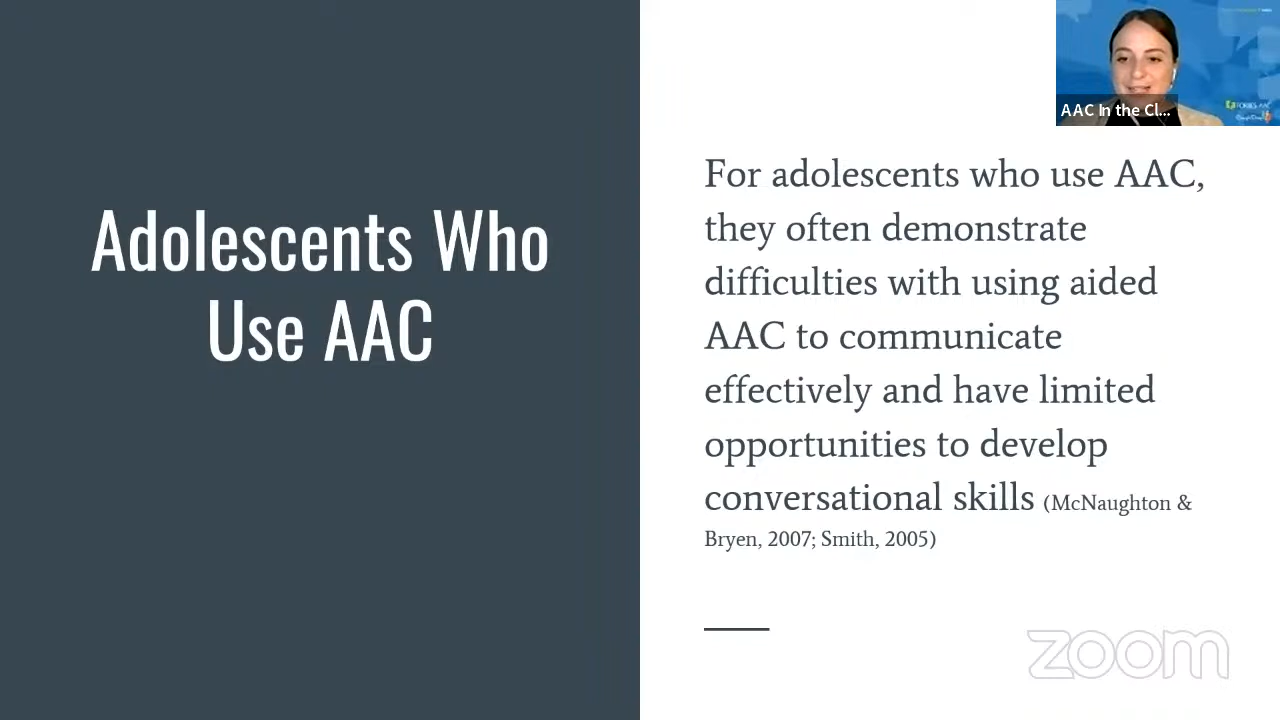 Adolescents Who
Use AAC
For adolescents who use AAC,
they often demonstrate
difficulties with using aided
AAC to communicate
effectively and have limited
opportunities to develop
conversational skills (McNaughton &
Bryen, 2007; Smith, 2005)
AAC In the Cl...
FORBES AAC
zoom